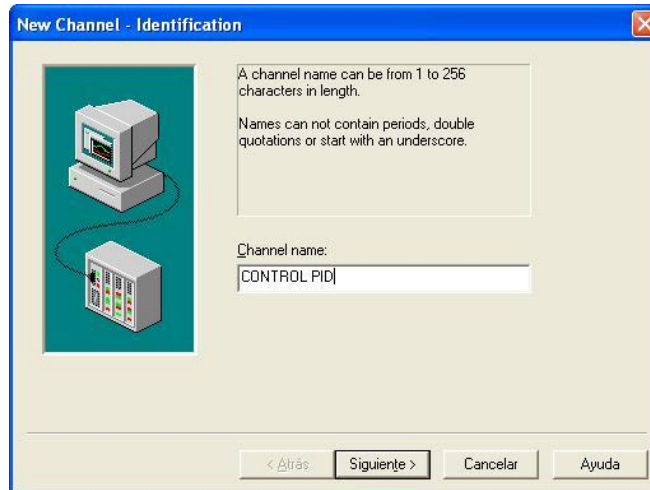 New Channel - Identification
A channel name can be from 1 to 256
characters in length.
Names can not contain periods, double
quotations or start with an underscore.
Channel name:
CONTROL PID
< Atrás
Siguiente >
Cancelar
Ayuda